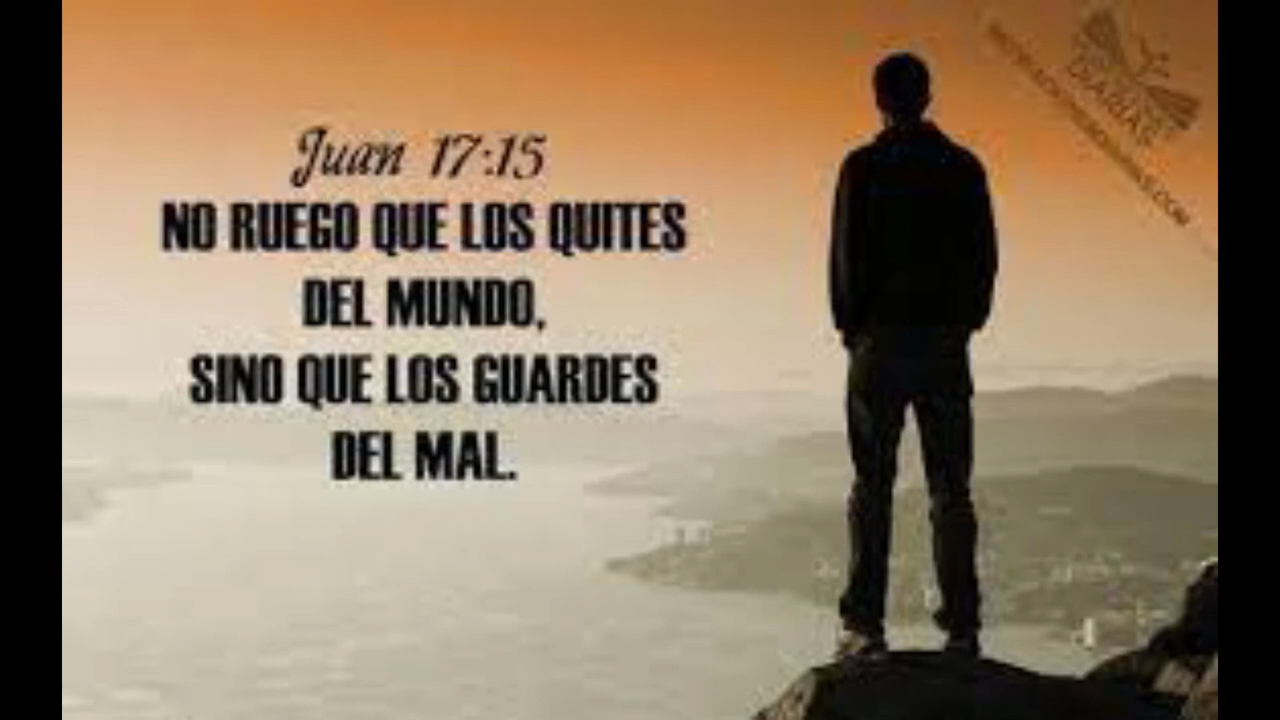 Juan 17:15
NO RUEGO QUE LOS QUITES
DEL MUNDO,
SINO QUE LOS GUARDES
DEL MAL.